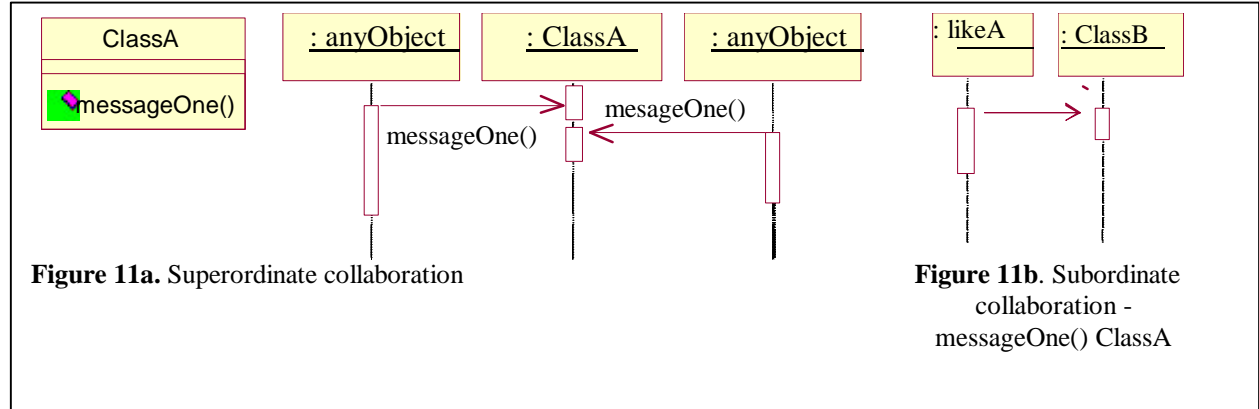 ClassA
messageOne()
: anyObject
: ClassA
: anyObject
messageOne()
mesageOne()
: likeA
: ClassB
Figure 11a. Superordinate collaboration
Figure 11b. Subordinate
collaboration -
messageOne() ClassA